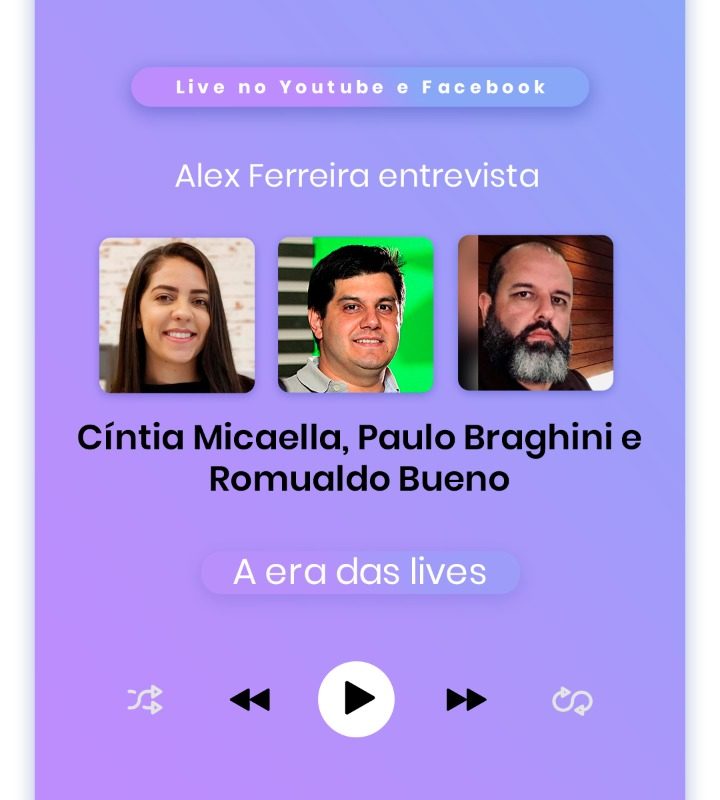 Live no Youtube e Facebook
Alex Ferreira entrevista
Cíntia Micaella, Paulo Braghini e
Romualdo Bueno
A era das lives